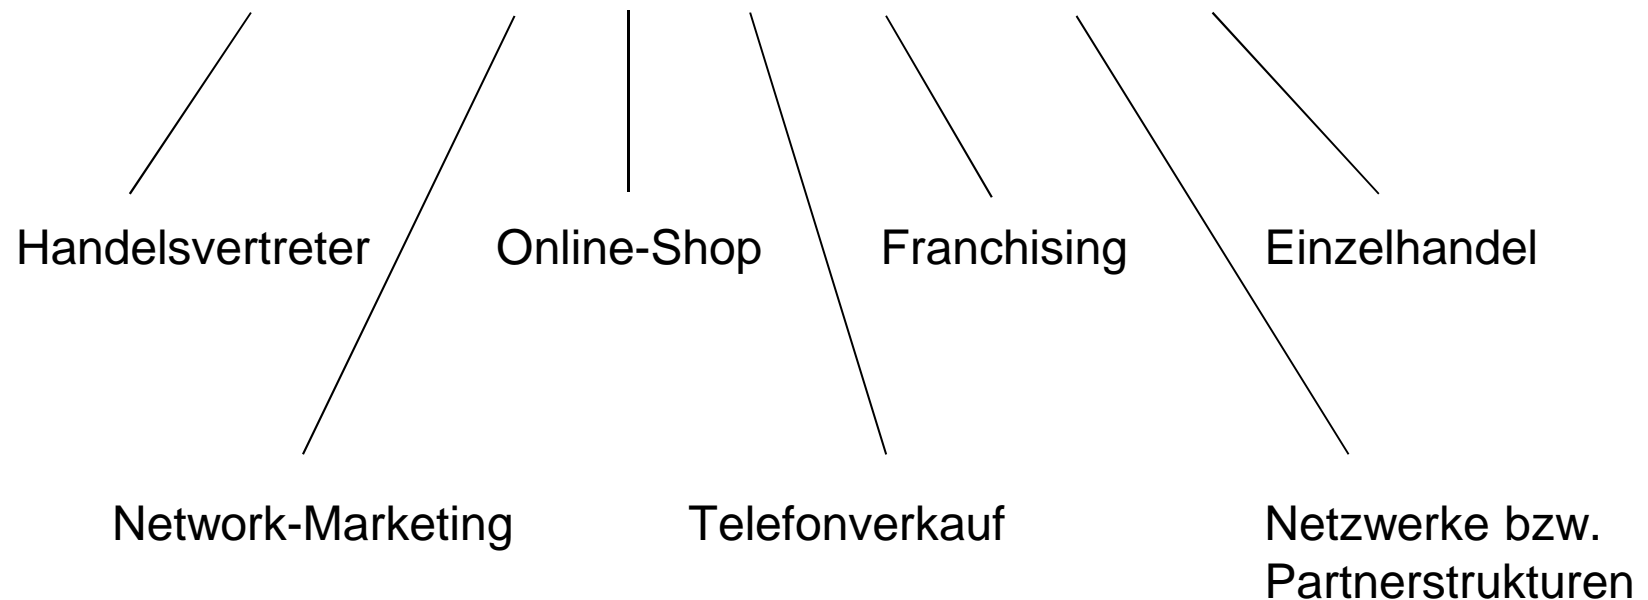 Handelsvertreter
Online-Shop
Franchising
Einzelhandel
Network-Marketing
Telefonverkauf
Netzwerke bzw.
Partnerstrukturen